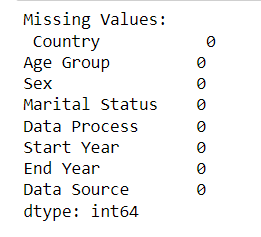 Missing Values:
 Country           0
Age Group         0
Sex               0
Marital Status    0
Data Process      0
Start Year        0
End Year          0
Data Source       0
dtype: int64